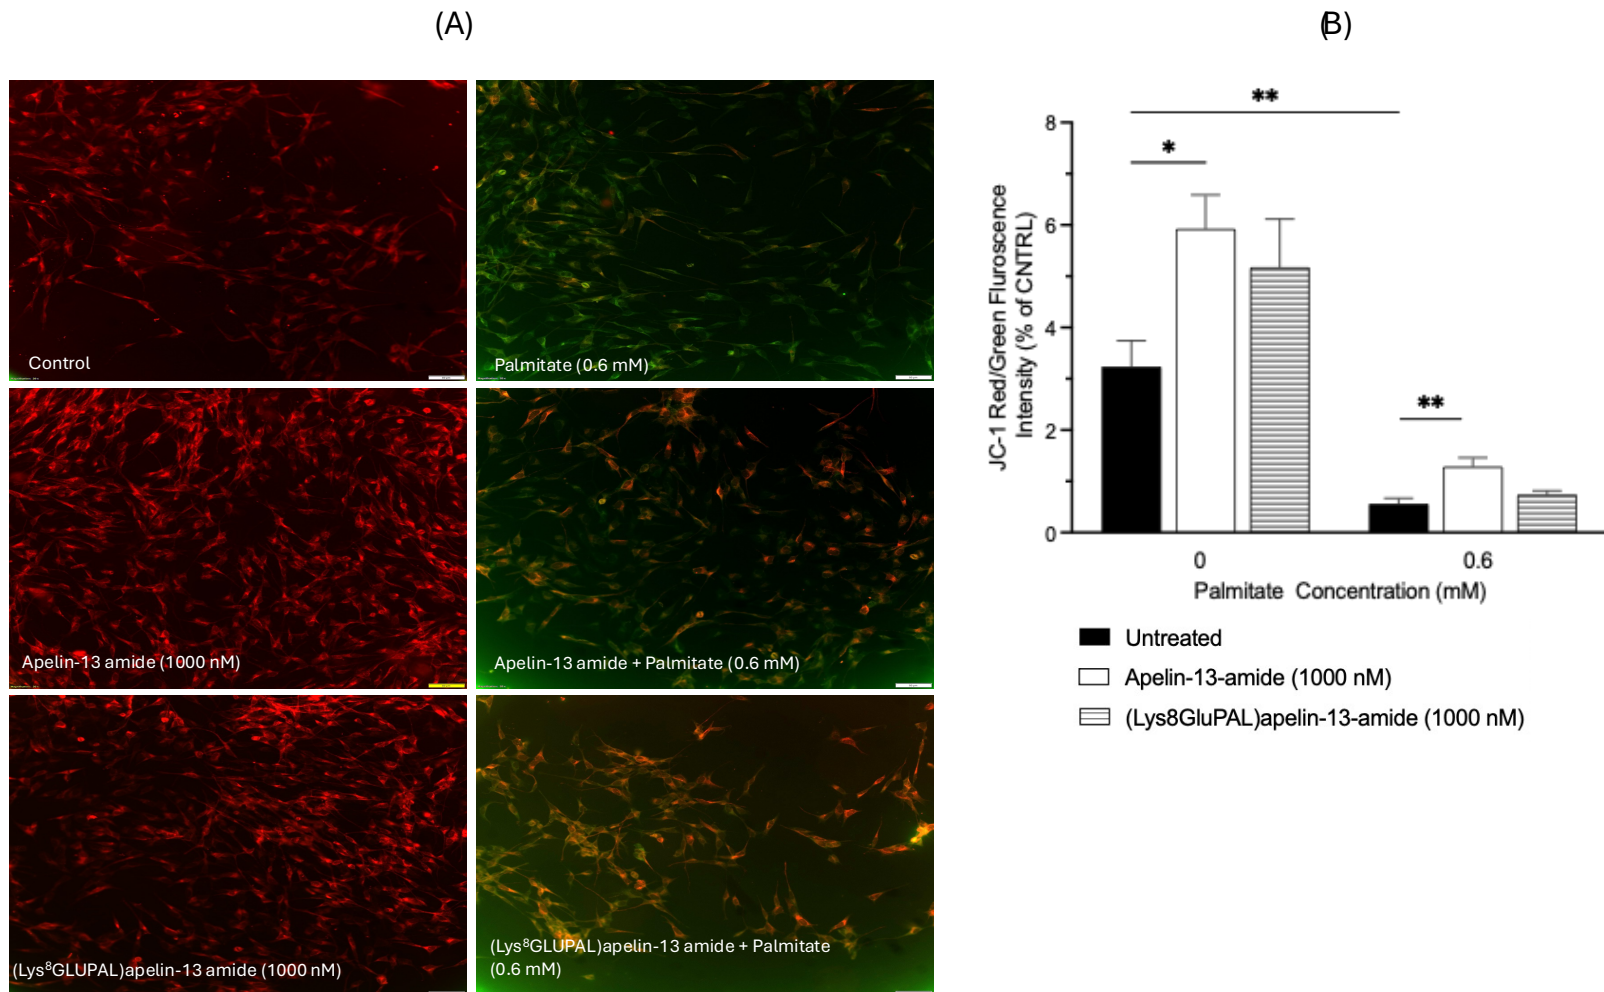 (A)
(B)
Control
Palmitate (0.6 mM)
Apelin-13 amide (1000 nM)
Apelin-13 amide + Palmitate (0.6 mM)
(Lys⁸GLUPAL)apelin-13 amide (1000 nM)
(Lys⁸GLUPAL)apelin-13 amide + Palmitate
(0.6 mM)
JC-1 Red/Green Fluroscence
Intensity (% of CNTRL)
8
6
4
2
0
**
*
**
0
0.6
Palmitate Concentration (mM)
Untreated
Apelin-13-amide (1000 nM)
(Lys8GluPAL)apelin-13-amide (1000 nM)